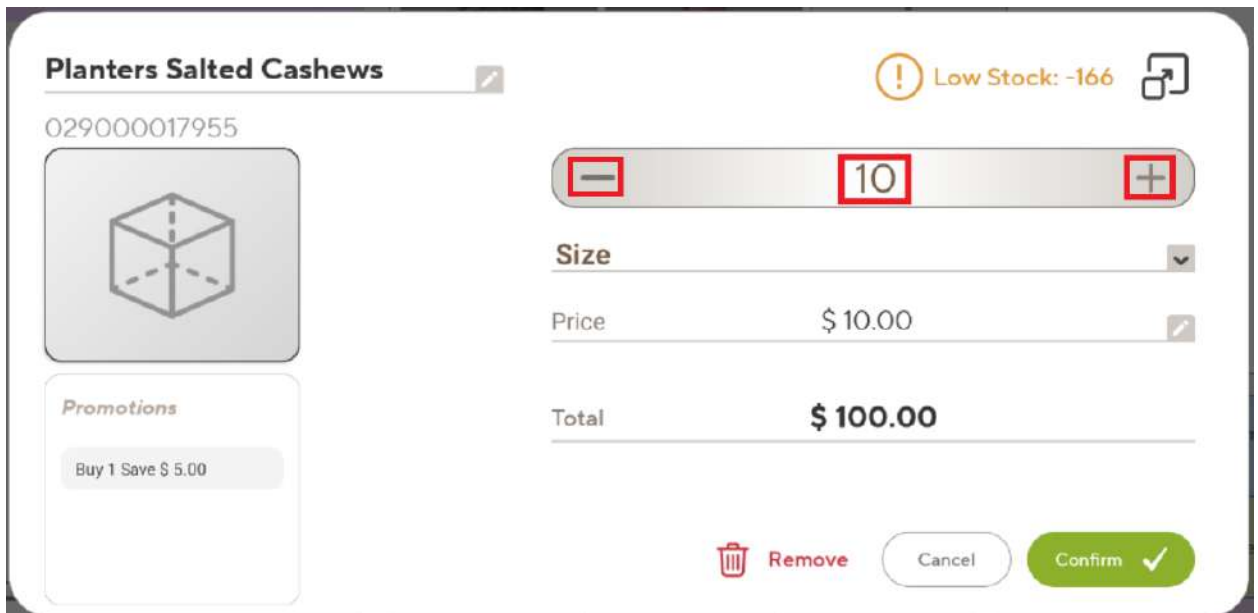 Planters Salted Cashews
Low Stock: -166
029000017955
10
Size
Price $ 10.00
Total $ 100.00
Promotions
Buy 1 Save $ 5.00
Remove
Cancel
Confirm